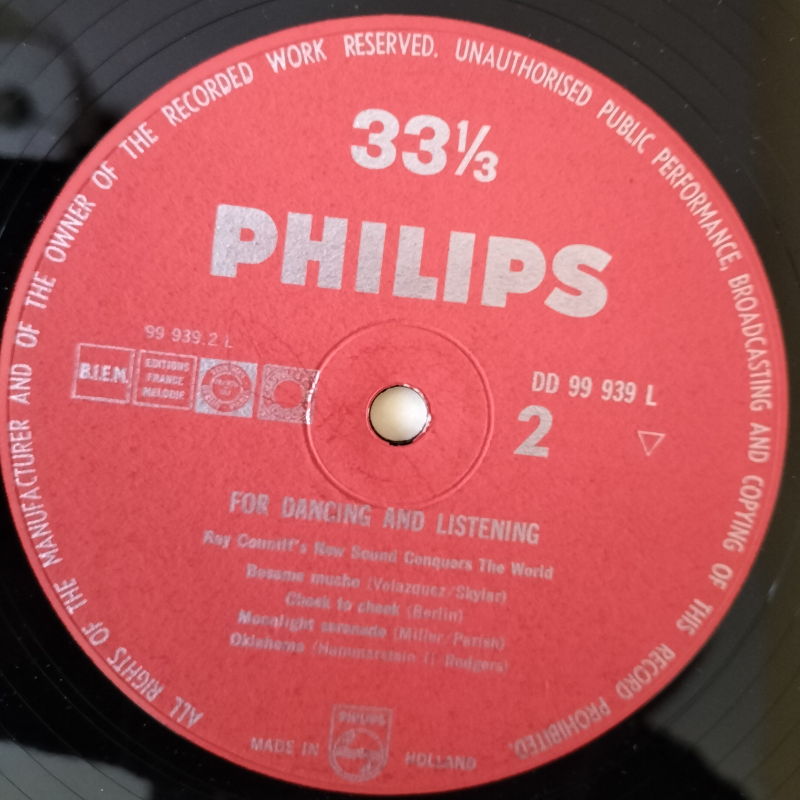 ALL RIGHTS OF THE MANUFACTURER AND OF THE OWNER OF THE RECORDED WORK RESERVED. UNAUTHORISED PUBLIC PERFORMANCE, BROADCASTING AND COPYING OF THIS RECORD PROHIBITED.
33⅓
PHILIPS
99 939.2 L
B.I.E.M.
EDITIONS
FRANCE
MELODIE
DD 99 939 L
2
FOR DANCING AND LISTENING
Ray Conniff's New Sound Conquers The World
Besame mucho (Velazquez/Skylar)
Cheek to cheek (Berlin)
Moonlight serenade (Miller/Parish)
Oklahoma (Hammerstein II Rodgers)
PHILIPS
MADE IN HOLLAND